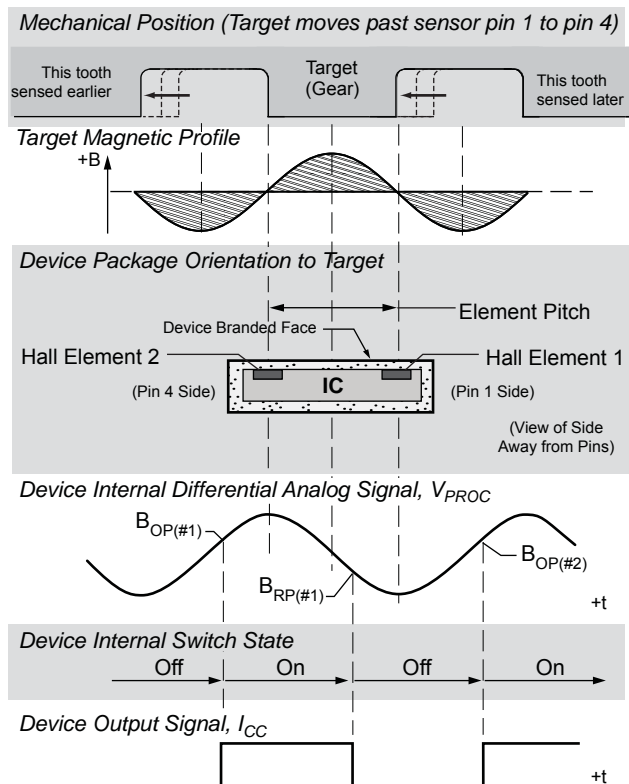 Mechanical Position (Target moves past sensor pin 1 to pin 4)
This tooth
sensed earlier
Target
(Gear)
This tooth
sensed later
Target Magnetic Profile
+B
Device Package Orientation to Target
Element Pitch
Device Branded Face
Hall Element 2
Hall Element 1
IC
(Pin 4 Side)
(Pin 1 Side)
(View of Side
Away from Pins)
Device Internal Differential Analog Signal, VPROC
BOP(#1)
BOP(#2)
BRP(#1)
+t
Device Internal Switch State
Off On Off On
Device Output Signal, ICC
+t